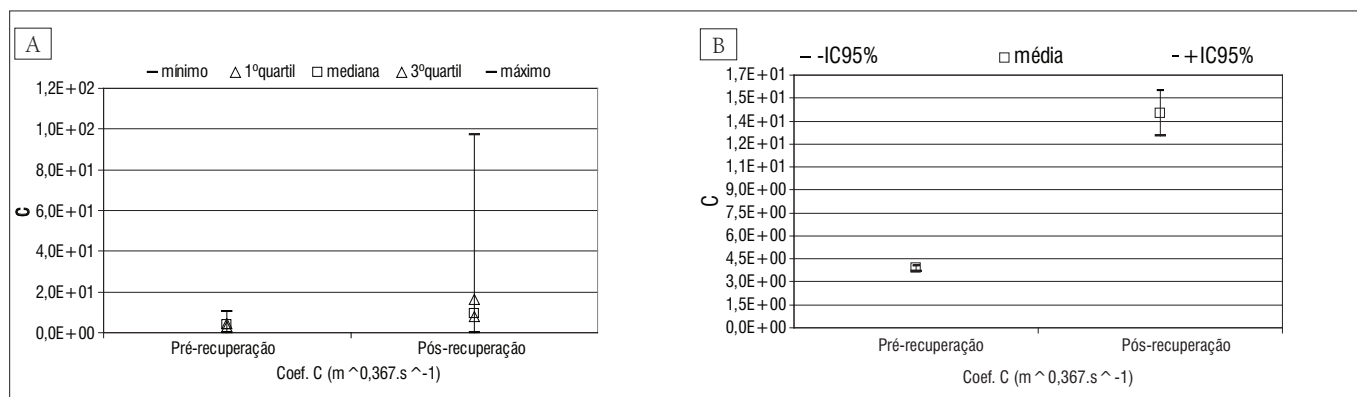 A
– mínimo △ 1ºquartil □ mediana △ 3ºquartil – máximo
1,2E+02
1,0E+02
8,0E+01
6,0E+01
4,0E+01
2,0E+01
0,0E+00
C
Pré-recuperação Pós-recuperação
Coef. C (m^0,367.s^-1)
B
– -IC95% □ média -+IC95%
1,7E+01
1,5E+01
1,4E+01
1,2E+01
1,1E+01
9,0E+00
7,5E+00
6,0E+00
4,5E+00
3,0E+00
1,5E+00
0,0E+00
C
Pré-recuperação Pós-recuperação
Coef. C (m^0,367.s^-1)